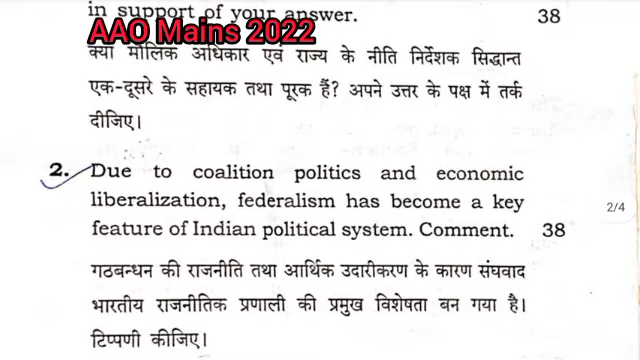 in support of your answer. 38
AAO Mains 2022
क्या मौलिक अधिकार एवं राज्य के नीति निर्देशक सिद्धान्त
एक-दूसरे के सहायक तथा पूरक हैं? अपने उत्तर के पक्ष में तर्क
दीजिए।
2. Due to coalition politics and economic
liberalization, federalism has become a key
2/4
feature of Indian political system. Comment. 38
गठबन्धन की राजनीति तथा आर्थिक उदारीकरण के कारण संघवाद
भारतीय राजनीतिक प्रणाली की प्रमुख विशेषता बन गया है।
टिप्पणी कीजिए।